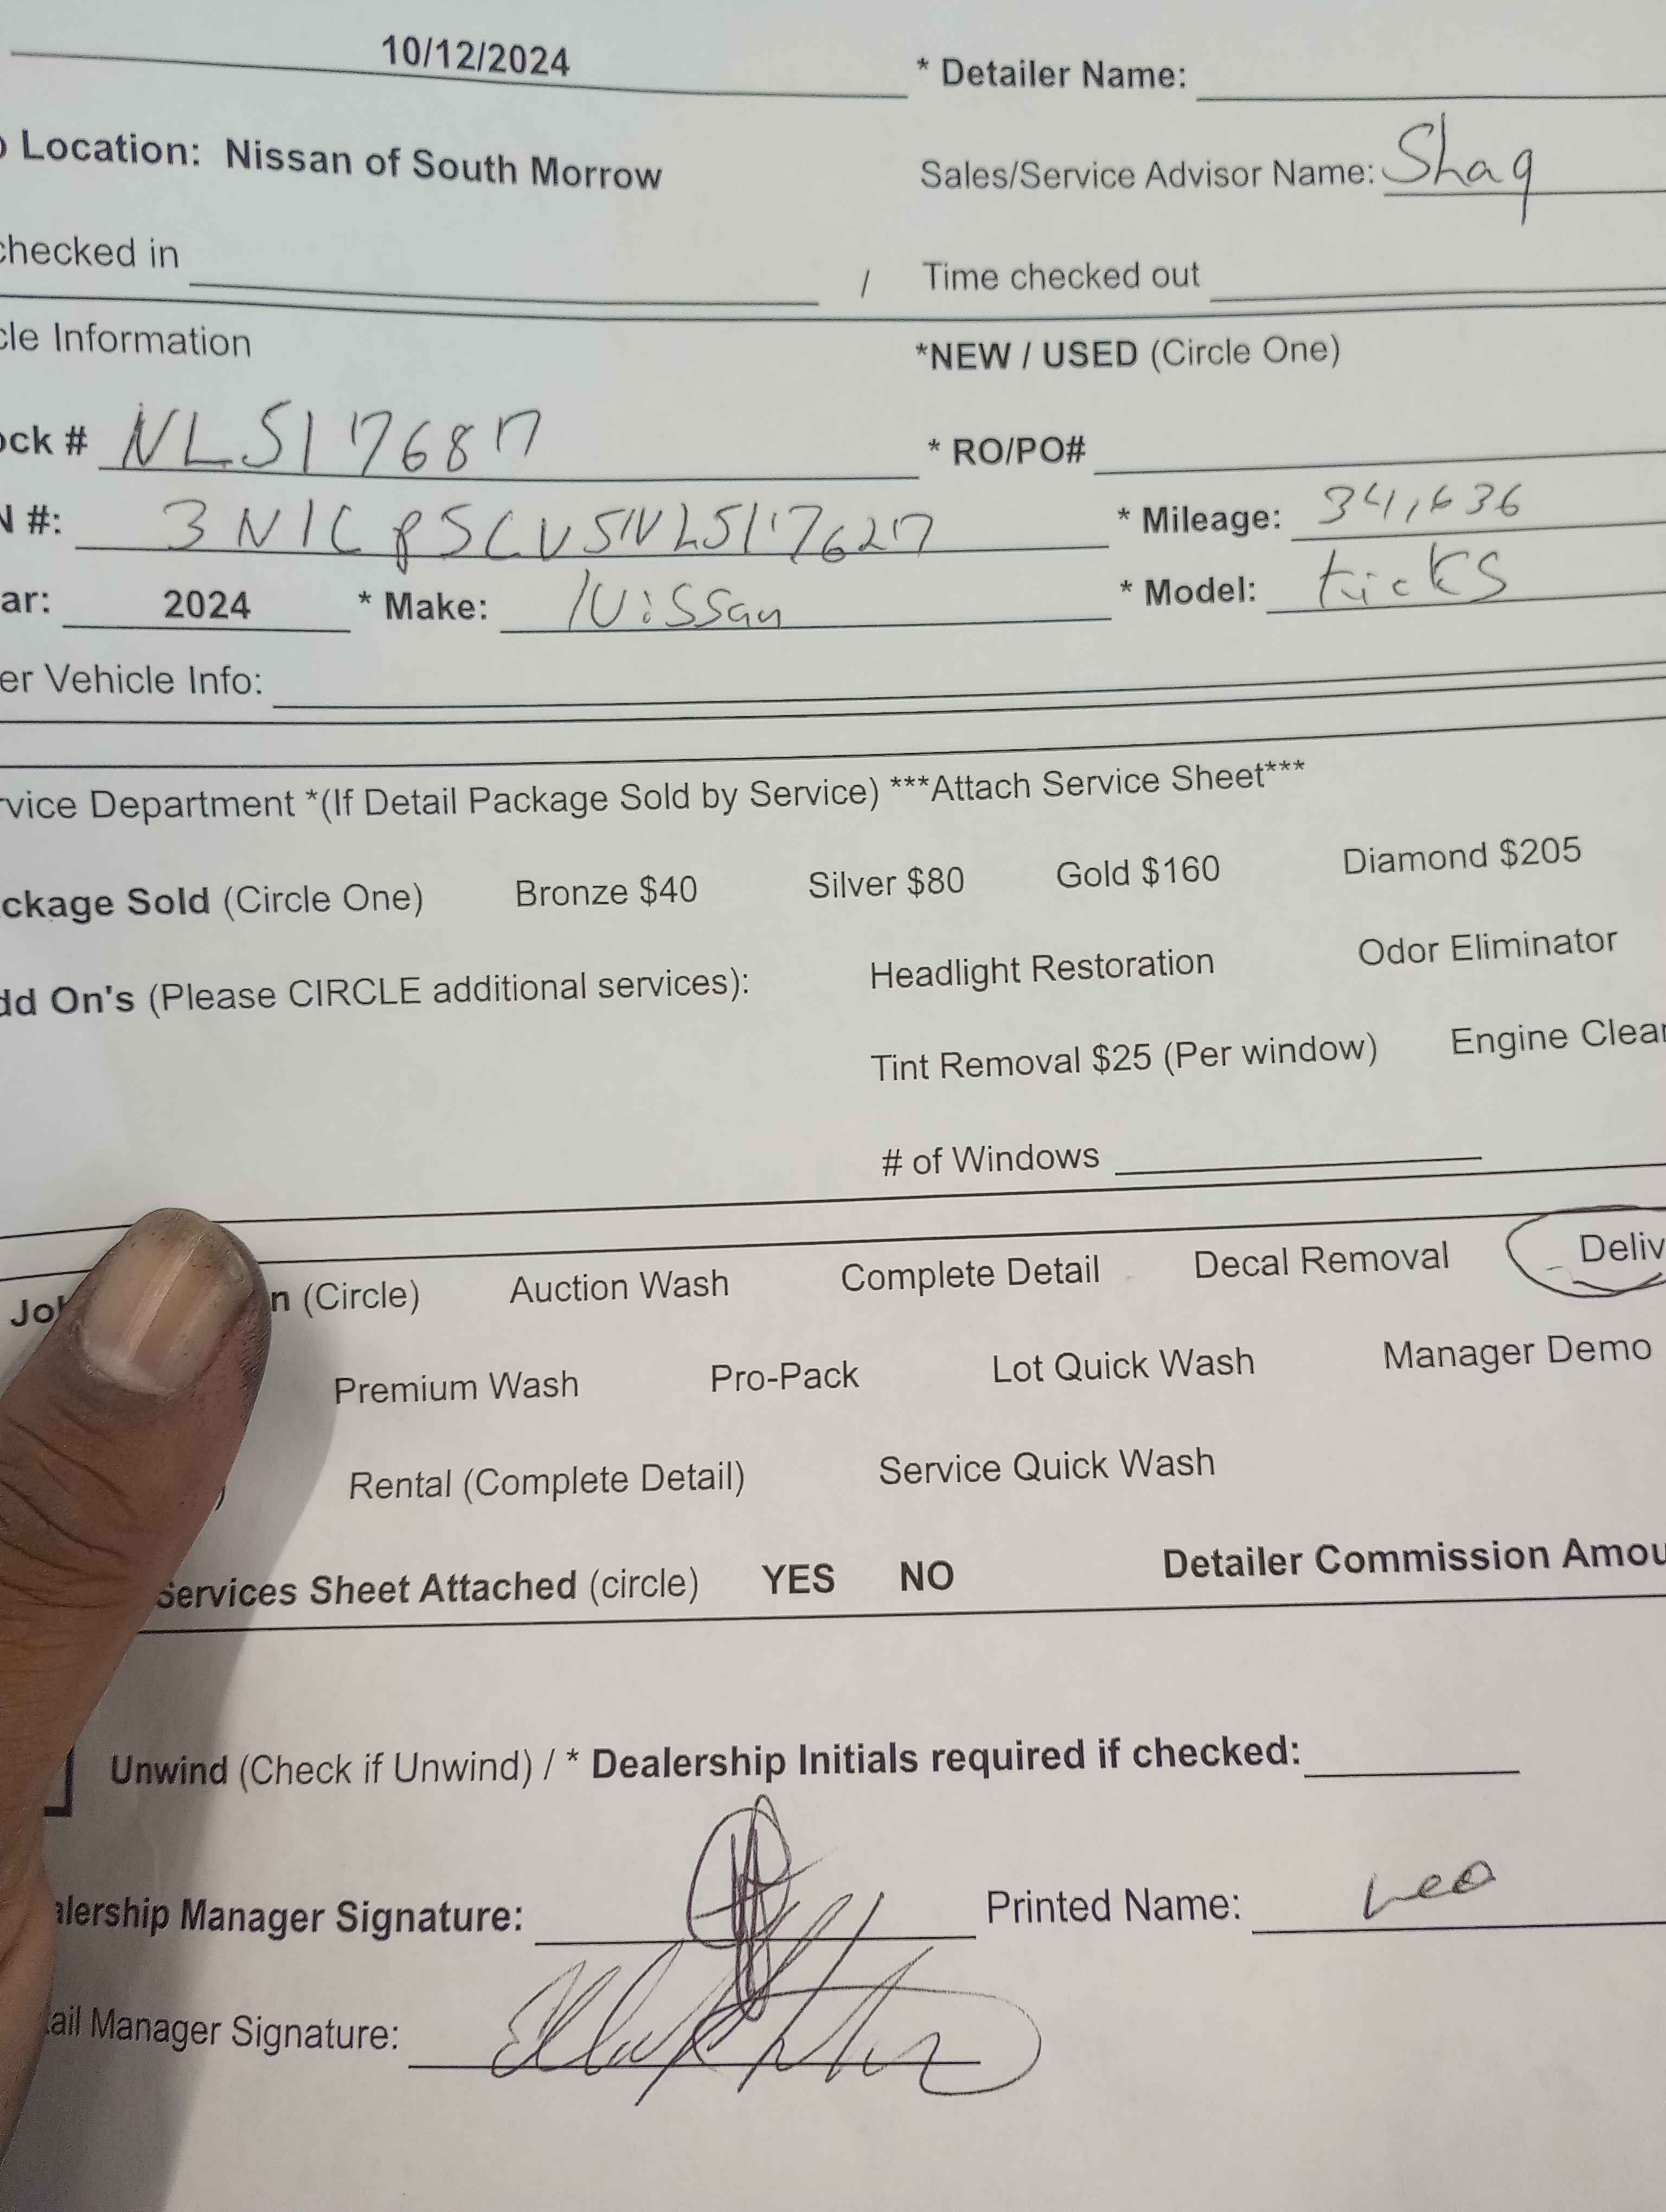 10/12/2024 * Detailer Name:
Location: Nissan of South Morrow Sales/Service Advisor Name: Shaq
checked in / Time checked out
cle Information *NEW / USED (Circle One)
ock # NL517687 * RO/PO#
N #: 3N1CP5CV5NL517627 * Mileage: 34,636
ar: 2024 * Make: Nissan * Model: kicks
er Vehicle Info:
rvice Department *(If Detail Package Sold by Service) ***Attach Service Sheet***
ckage Sold (Circle One) Bronze $40 Silver $80 Gold $160 Diamond $205
dd On's (Please CIRCLE additional services): Headlight Restoration Odor Eliminator
Tint Removal $25 (Per window) Engine Clea
# of Windows
Jo n (Circle) Auction Wash Complete Detail Decal Removal Deliv
Premium Wash Pro-Pack Lot Quick Wash Manager Demo
) Rental (Complete Detail) Service Quick Wash
Services Sheet Attached (circle) YES NO Detailer Commission Amou
Unwind (Check if Unwind) / * Dealership Initials required if checked:
alership Manager Signature: Printed Name: Leo
ail Manager Signature: